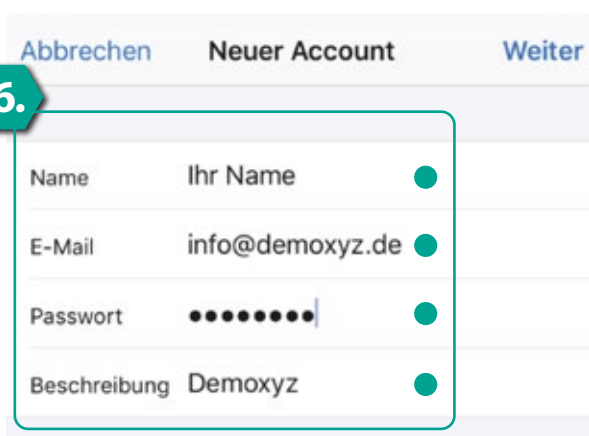 Abbrechen Neuer Account Weiter
6.
Name Ihr Name
E-Mail info@demoxyz.de
Passwort ●●●●●●●●
Beschreibung Demoxyz